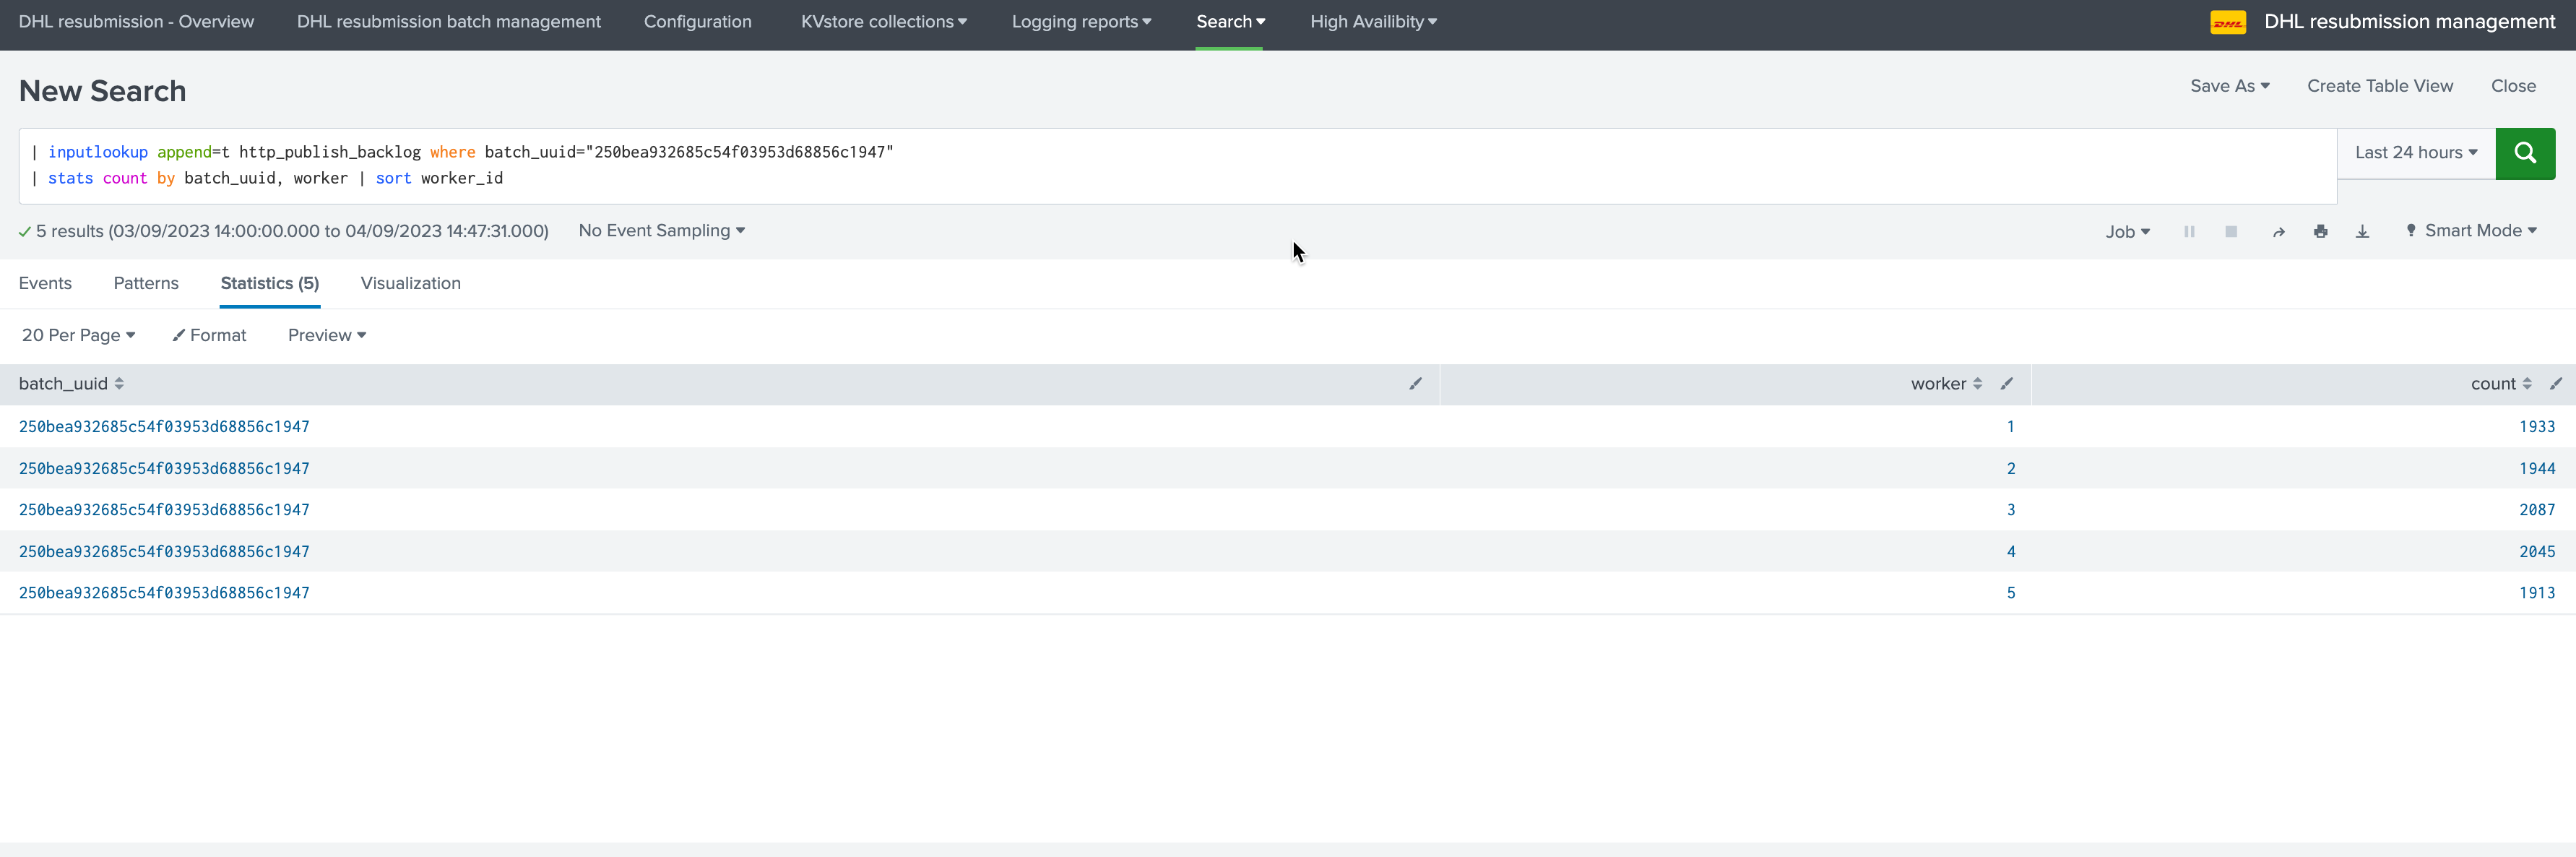 DHL resubmission - Overview DHL resubmission batch management Configuration KVstore collections Logging reports Search High Availibity DHL DHL resubmission management
New Search Save As Create Table View Close
| inputlookup append=t http_publish_backlog where batch_uuid="250bea932685c54f03953d68856c1947" Last 24 hours
| stats count by batch_uuid, worker | sort worker_id
5 results (03/09/2023 14:00:00.000 to 04/09/2023 14:47:31.000) No Event Sampling Job Smart Mode
Events Patterns Statistics (5) Visualization
20 Per Page Format Preview
batch_uuid worker count
250bea932685c54f03953d68856c1947 1 1933
250bea932685c54f03953d68856c1947 2 1944
250bea932685c54f03953d68856c1947 3 2087
250bea932685c54f03953d68856c1947 4 2045
250bea932685c54f03953d68856c1947 5 1913